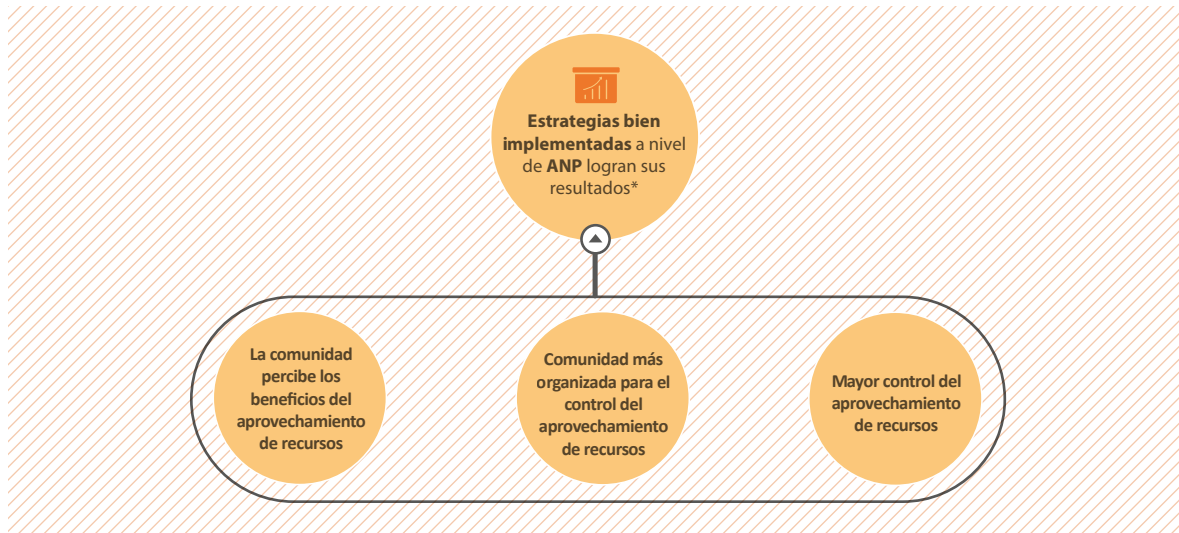 Estrategias bien
implementadas a nivel
de ANP logran sus
resultados*
La comunidad
percibe los
beneficios del
aprovechamiento
de recursos
Comunidad más
organizada para el
control del
aprovechamiento
de recursos
Mayor control del
aprovechamiento
de recursos